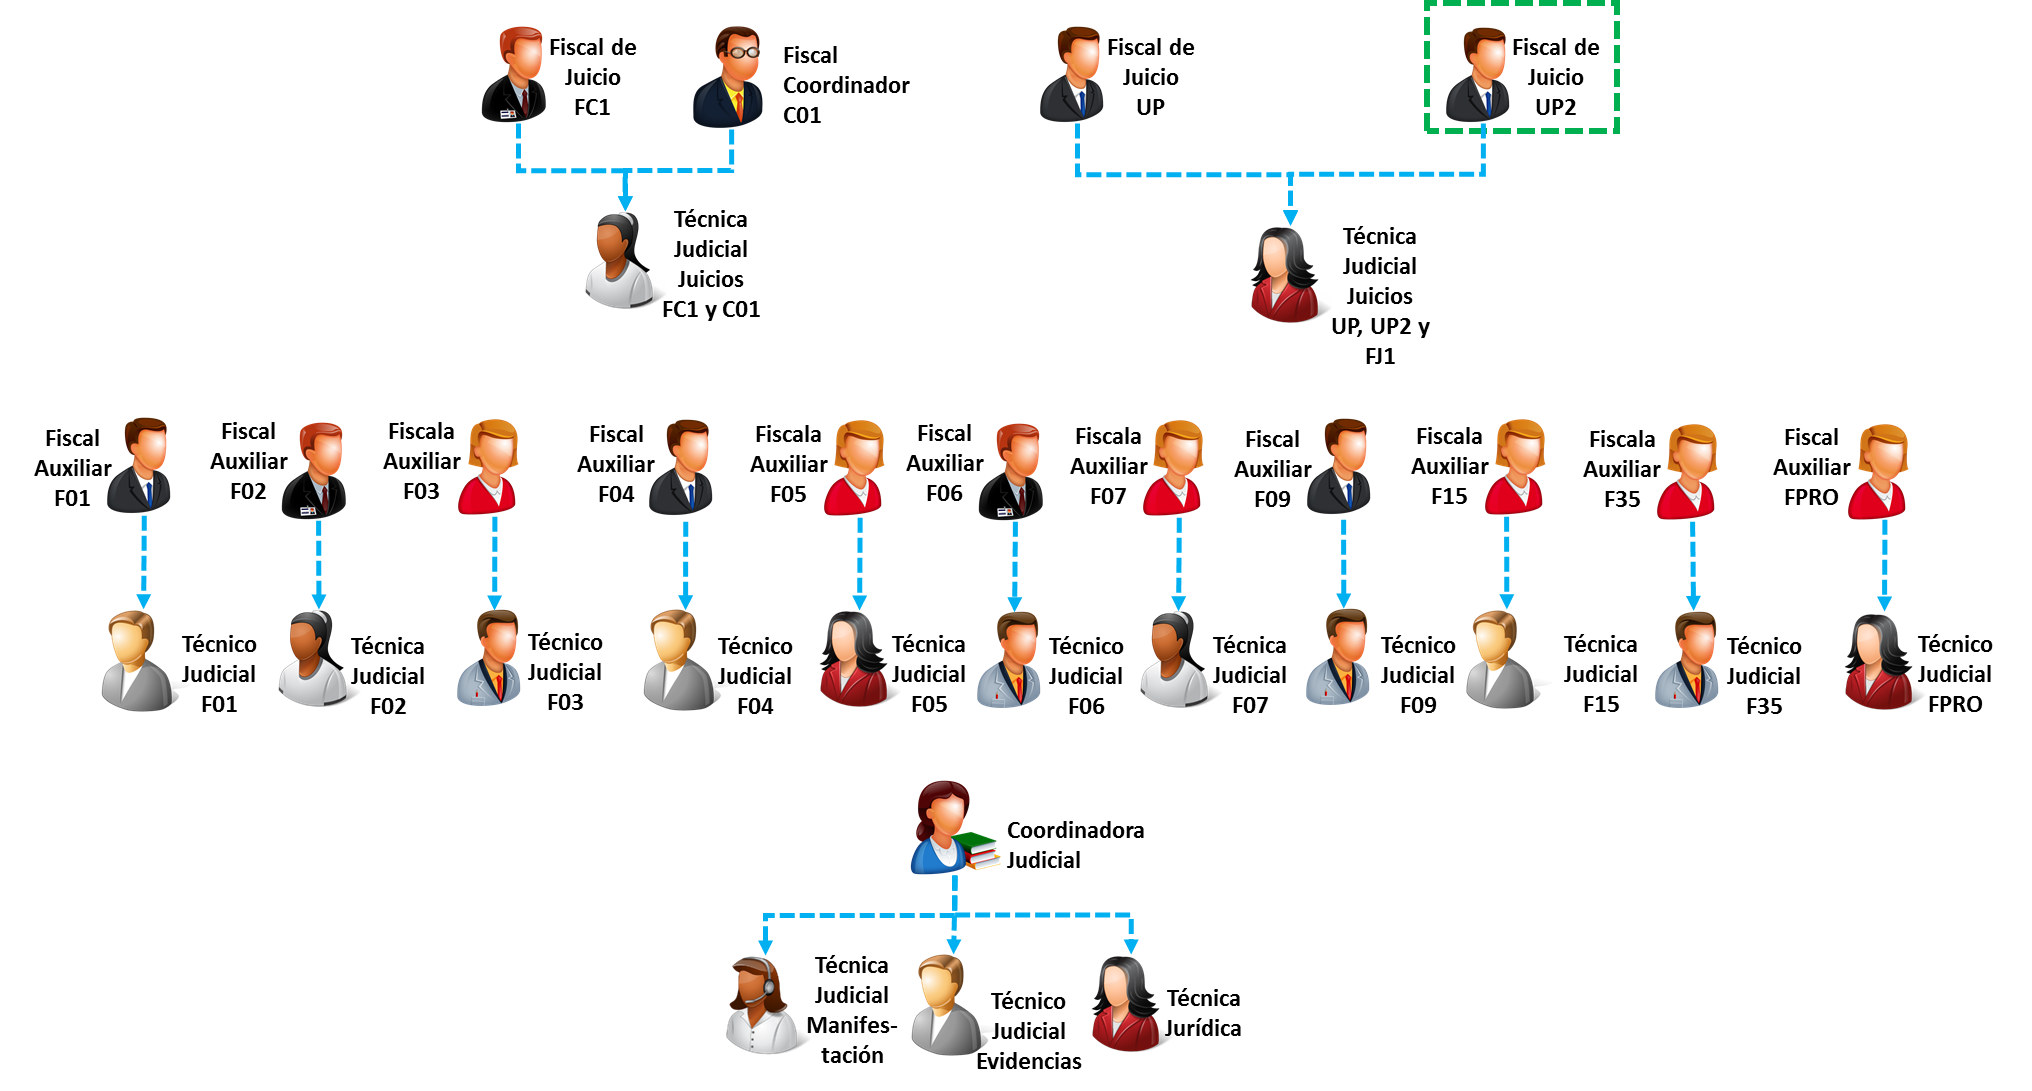 Fiscal de
Juicio
FC1
Fiscal
Coordinador
C01
Fiscal de
Juicio
UP
Fiscal de
Juicio
UP2
Técnica
Judicial
Juicios
FC1 y C01
Técnica
Judicial
Juicios
UP, UP2 y
FJ1
Fiscal
Auxiliar
F01
Fiscal
Auxiliar
F02
Fiscala
Auxiliar
F03
Fiscal
Auxiliar
F04
Fiscala
Auxiliar
F05
Fiscal
Auxiliar
F06
Fiscala
Auxiliar
F07
Fiscal
Auxiliar
F09
Fiscala
Auxiliar
F15
Fiscala
Auxiliar
F35
Fiscal
Auxiliar
FPRO
Técnico
Judicial
F01
Técnica
Judicial
F02
Técnico
Judicial
F03
Técnico
Judicial
F04
Técnica
Judicial
F05
Técnico
Judicial
F06
Técnica
Judicial
F07
Técnico
Judicial
F09
Técnica
Judicial
F15
Técnico
Judicial
F35
Técnico
Judicial
FPRO
Coordinadora
Judicial
Técnica
Judicial
Manifes-
tación
Técnico
Judicial
Evidencias
Técnica
Jurídica